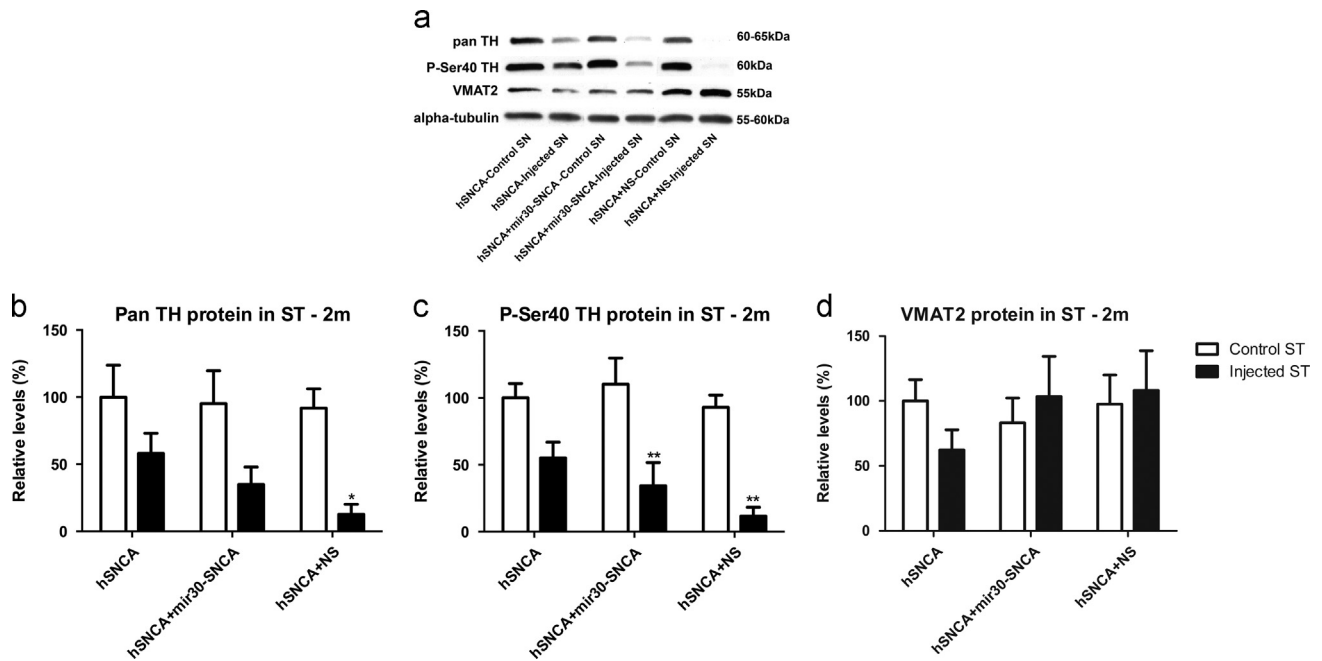 a
pan TH
60-65kDa
P-Ser40 TH
60kDa
VMAT2
55kDa
alpha-tubulin
55-60kDa
hSNCA-Control SN
hSNCA-Injected SN
hSNCA+mir30-SNCA -Control SN
hSNCA+mir30-SNCA-Injected SN
hSNCA+NS-Control SN
hSNCA+NS-Injected SN
b
Pan TH protein in ST - 2m
Relative levels (%)
150
100
50
0
*
hSNCA
hSNCA+mir30-SNCA
hSNCA+NS
c
P-Ser40 TH protein in ST - 2m
Relative levels (%)
150
100
50
0
**
**
hSNCA
hSNCA+mir30-SNCA
hSNCA+NS
d
VMAT2 protein in ST - 2m
Relative levels (%)
150
100
50
0
hSNCA
hSNCA+mir30-SNCA
hSNCA+NS
Control ST
Injected ST